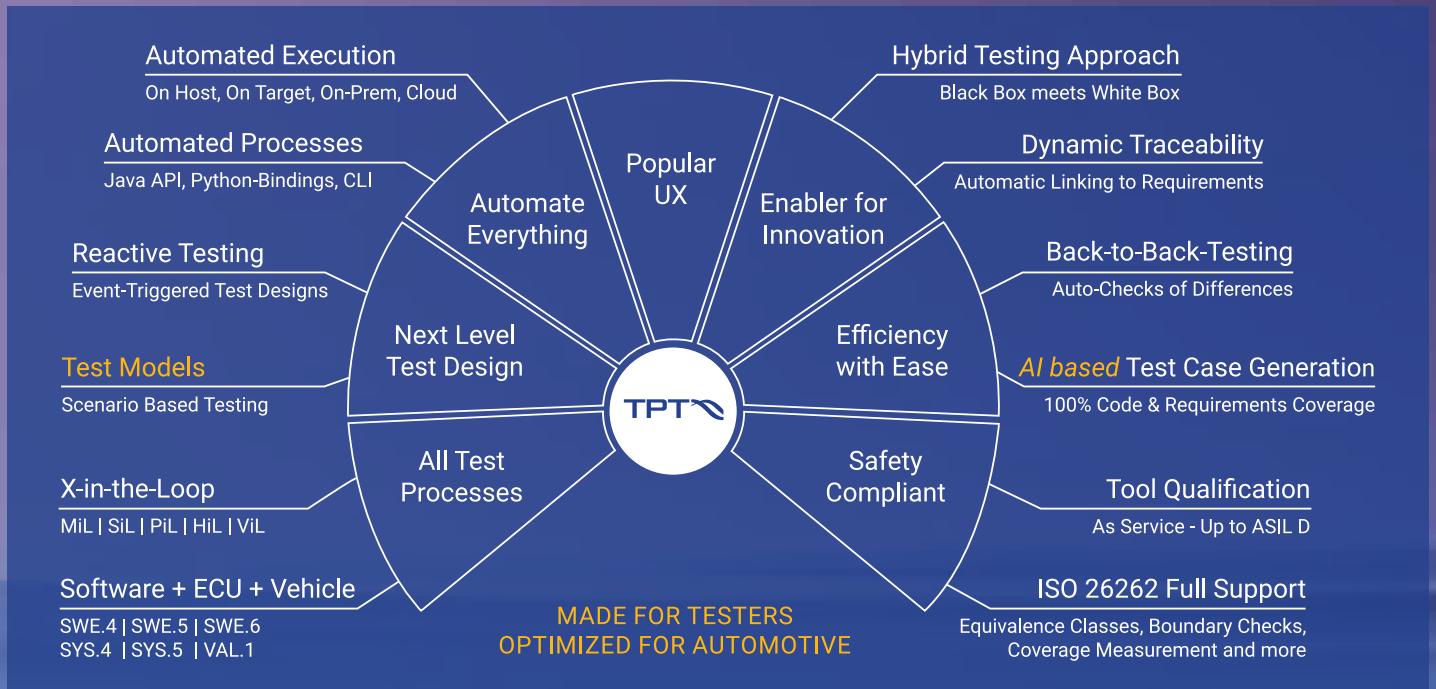 Automated Execution
On Host, On Target, On-Prem, Cloud
Automated Processes
Java API, Python-Bindings, CLI
Reactive Testing
Event-Triggered Test Designs
Test Models
Scenario Based Testing
X-in-the-Loop
MiL | SiL | PiL | HiL | ViL
Software + ECU + Vehicle
SWE.4 | SWE.5 | SWE.6
SYS.4 | SYS.5 | VAL.1
All Test
Processes
Next Level
Test Design
Automate
Everything
Popular
UX
Enabler for
Innovation
Efficiency
with Ease
Safety
Compliant
TPT
MADE FOR TESTERS
OPTIMIZED FOR AUTOMOTIVE
Hybrid Testing Approach
Black Box meets White Box
Dynamic Traceability
Automatic Linking to Requirements
Back-to-Back-Testing
Auto-Checks of Differences
AI based Test Case Generation
100% Code & Requirements Coverage
Tool Qualification
As Service - Up to ASIL D
ISO 26262 Full Support
Equivalence Classes, Boundary Checks,
Coverage Measurement and more